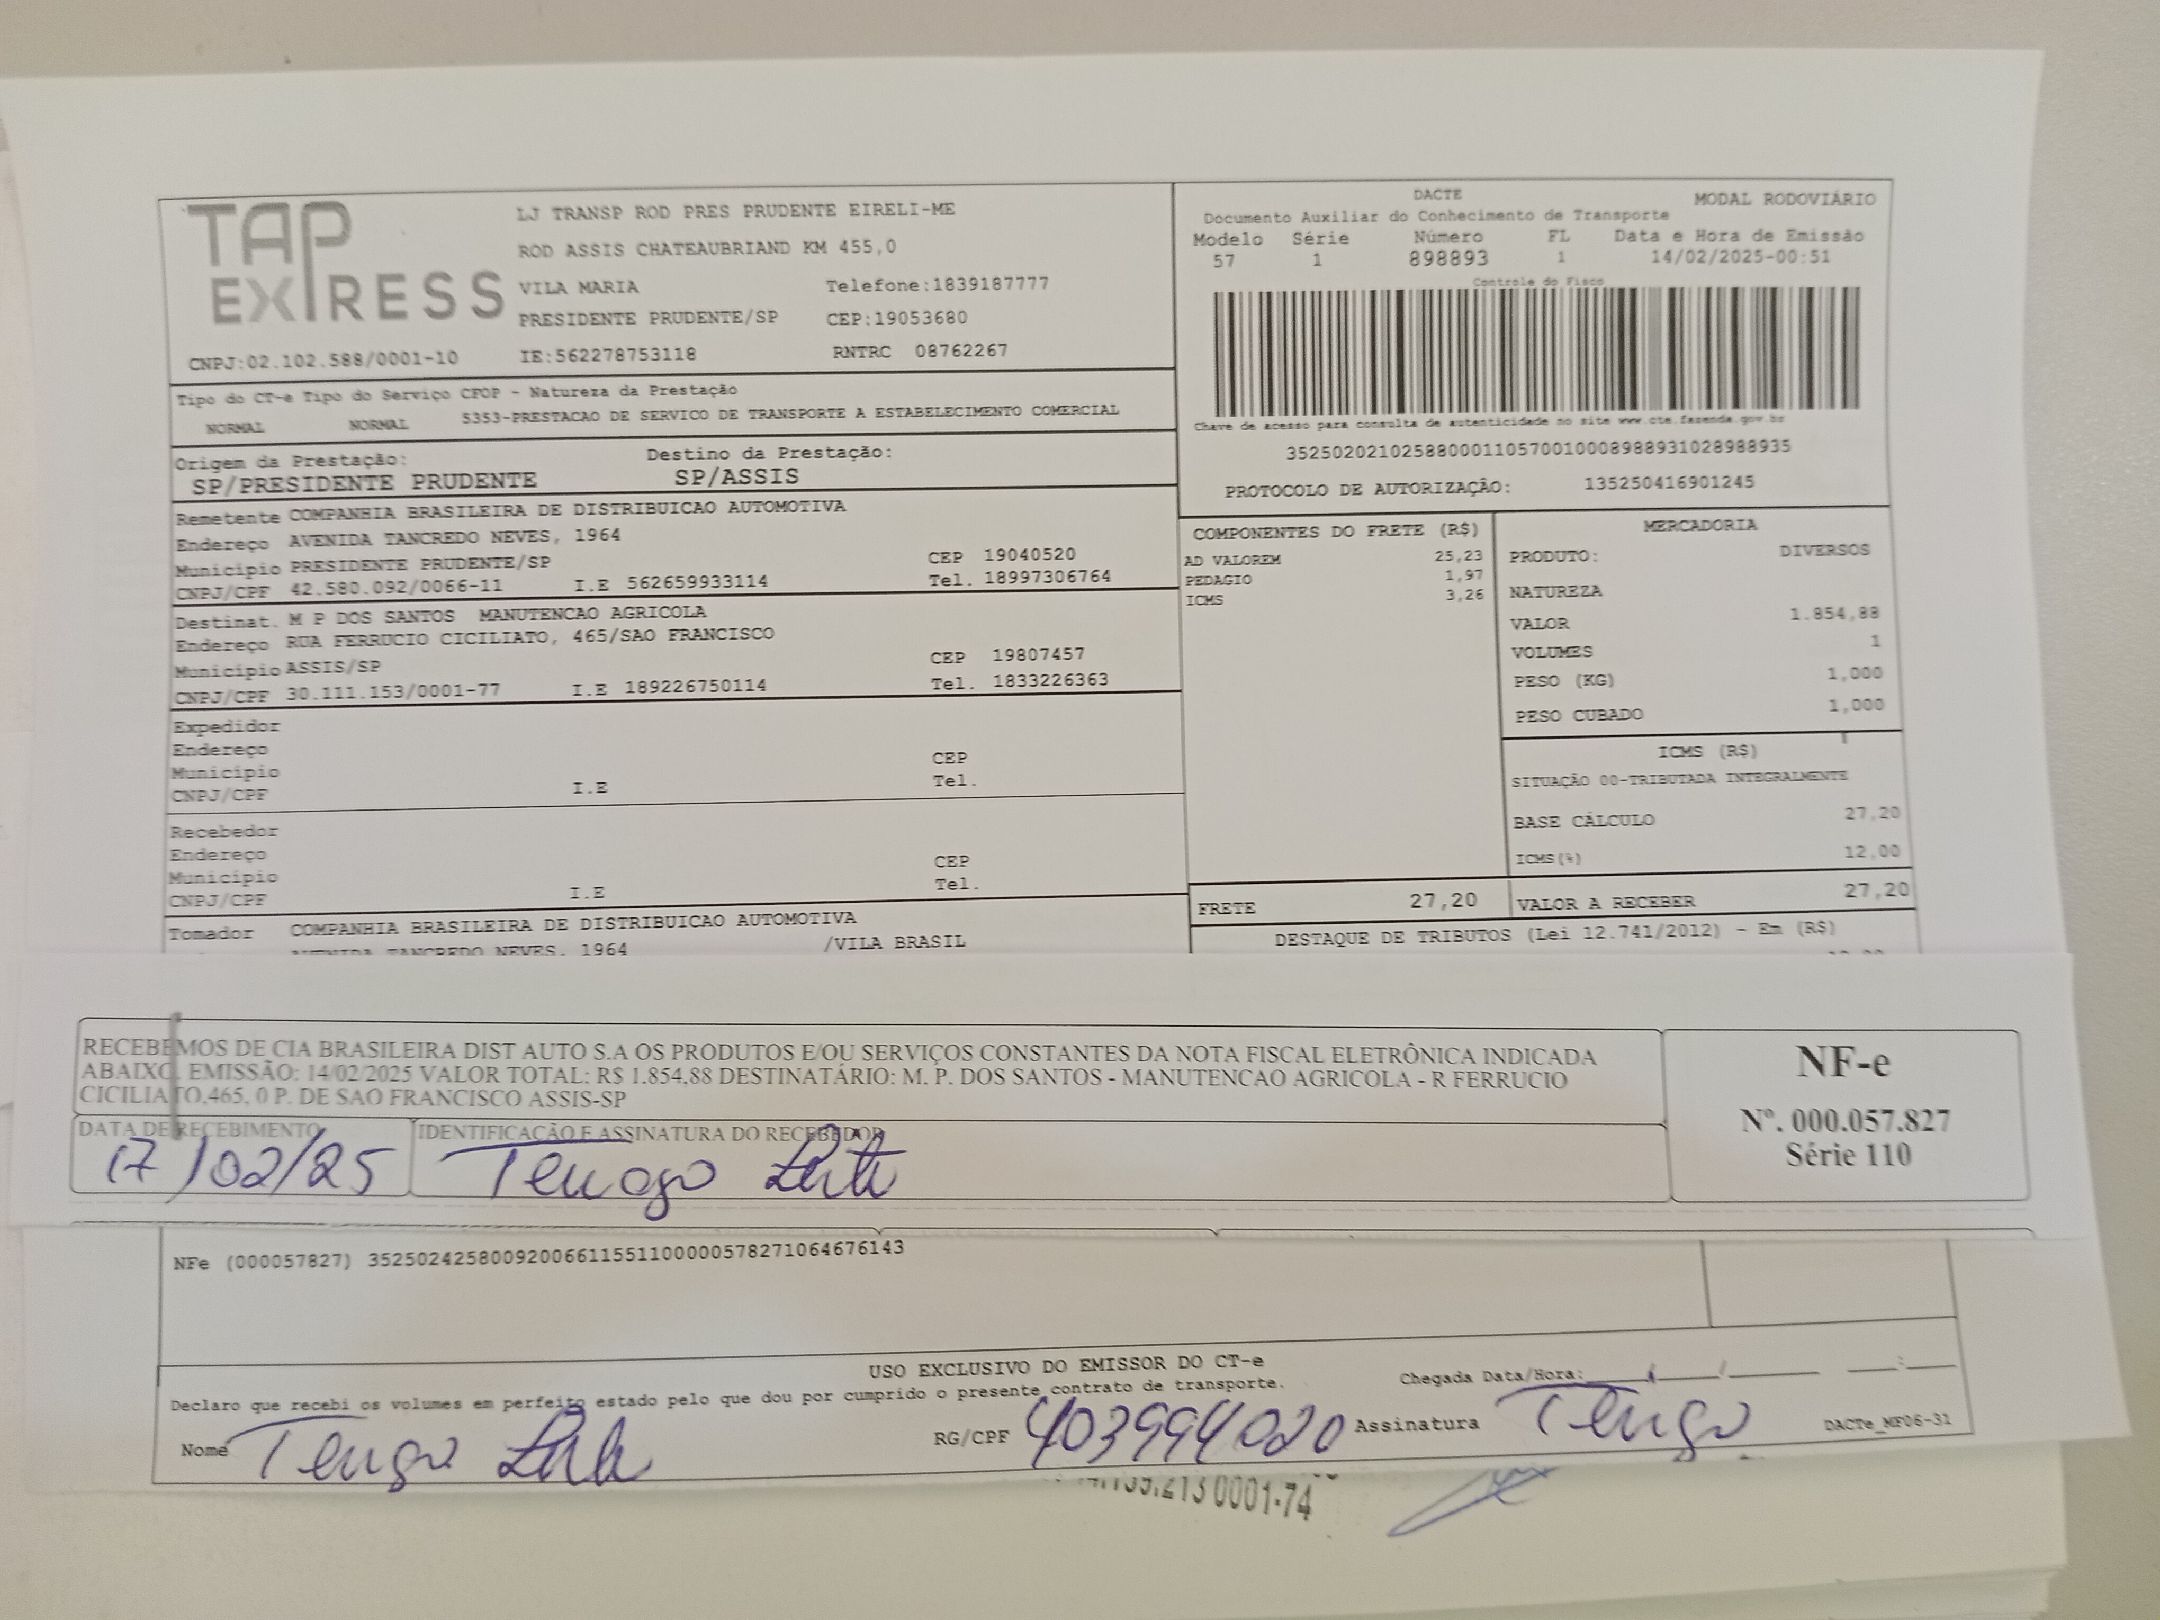 TAP EXPRESS
LJ TRANSP ROD PRES PRUDENTE EIRELI-ME
ROD ASSIS CHATEAUBRIAND KM 455,0
VILA MARIA Telefone:1839187777
PRESIDENTE PRUDENTE/SP CEP:19053680
CNPJ:02.102.588/0001-10 IE:562278753118 RNTRC 08762267
DACTE MODAL RODOVIÁRIO
Documento Auxiliar do Conhecimento de Transporte
Modelo Série Número FL Data e Hora de Emissão
57 1 898893 1 14/02/2025-00:51
Controle do Fisco
Chave de acesso para consulta de autenticidade no site www.cte.fazenda.gov.br
35250202102588000110570010008988931028988935
PROTOCOLO DE AUTORIZAÇÃO: 135250416901245
Tipo do CT-e Tipo do Serviço CFOP - Natureza da Prestação
NORMAL NORMAL 5353-PRESTACAO DE SERVICO DE TRANSPORTE A ESTABELECIMENTO COMERCIAL
Origem da Prestação: Destino da Prestação:
SP/PRESIDENTE PRUDENTE SP/ASSIS
Remetente COMPANHIA BRASILEIRA DE DISTRIBUICAO AUTOMOTIVA
Endereço AVENIDA TANCREDO NEVES, 1964
Município PRESIDENTE PRUDENTE/SP CEP 19040520
CNPJ/CPF 42.580.092/0066-11 I.E 562659933114 Tel. 18997306764
Destinat. M P DOS SANTOS MANUTENCAO AGRICOLA
Endereço RUA FERRUCIO CICILIATO, 465/SAO FRANCISCO
Município ASSIS/SP CEP 19807457
CNPJ/CPF 30.111.153/0001-77 I.E 189226750114 Tel. 1833226363
Expedidor
Endereço
Município CEP
CNPJ/CPF I.E Tel.
Recebedor
Endereço
Município CEP
CNPJ/CPF I.E Tel.
Tomador COMPANHIA BRASILEIRA DE DISTRIBUICAO AUTOMOTIVA
AVENIDA TANCREDO NEVES, 1964 /VILA BRASIL
COMPONENTES DO FRETE (R$)
AD VALOREM 25,23
PEDAGIO 1,97
ICMS 3,26
MERCADORIA
PRODUTO: DIVERSOS
NATUREZA
VALOR 1.854,88
VOLUMES 1
PESO (KG) 1,000
PESO CUBADO 1,000
ICMS (R$)
SITUAÇÃO 00-TRIBUTADA INTEGRALMENTE
BASE CÁLCULO 27,20
ICMS(%) 12,00
FRETE 27,20 VALOR A RECEBER 27,20
DESTAQUE DE TRIBUTOS (Lei 12.741/2012) - Em (R$)
RECEBEMOS DE CIA BRASILEIRA DIST AUTO S.A OS PRODUTOS E/OU SERVIÇOS CONSTANTES DA NOTA FISCAL ELETRÔNICA INDICADA
ABAIXO. EMISSÃO: 14/02/2025 VALOR TOTAL: R$ 1.854,88 DESTINATÁRIO: M. P. DOS SANTOS - MANUTENCAO AGRICOLA - R FERRUCIO
CICILIATO,465, 0 P. DE SAO FRANCISCO ASSIS-SP
DATA DE RECEBIMENTO IDENTIFICAÇÃO E ASSINATURA DO RECEBEDOR
17/02/25
NF-e
Nº. 000.057.827
Série 110
NFe (000057827) 35250242580092006611551100000578271064676143
USO EXCLUSIVO DO EMISSOR DO CT-e
Declaro que recebi os volumes em perfeito estado pelo que dou por cumprido o presente contrato de transporte. Chegada Data/Hora:
Nome RG/CPF 403994020 Assinatura DACTe_MF06-31
0001-74